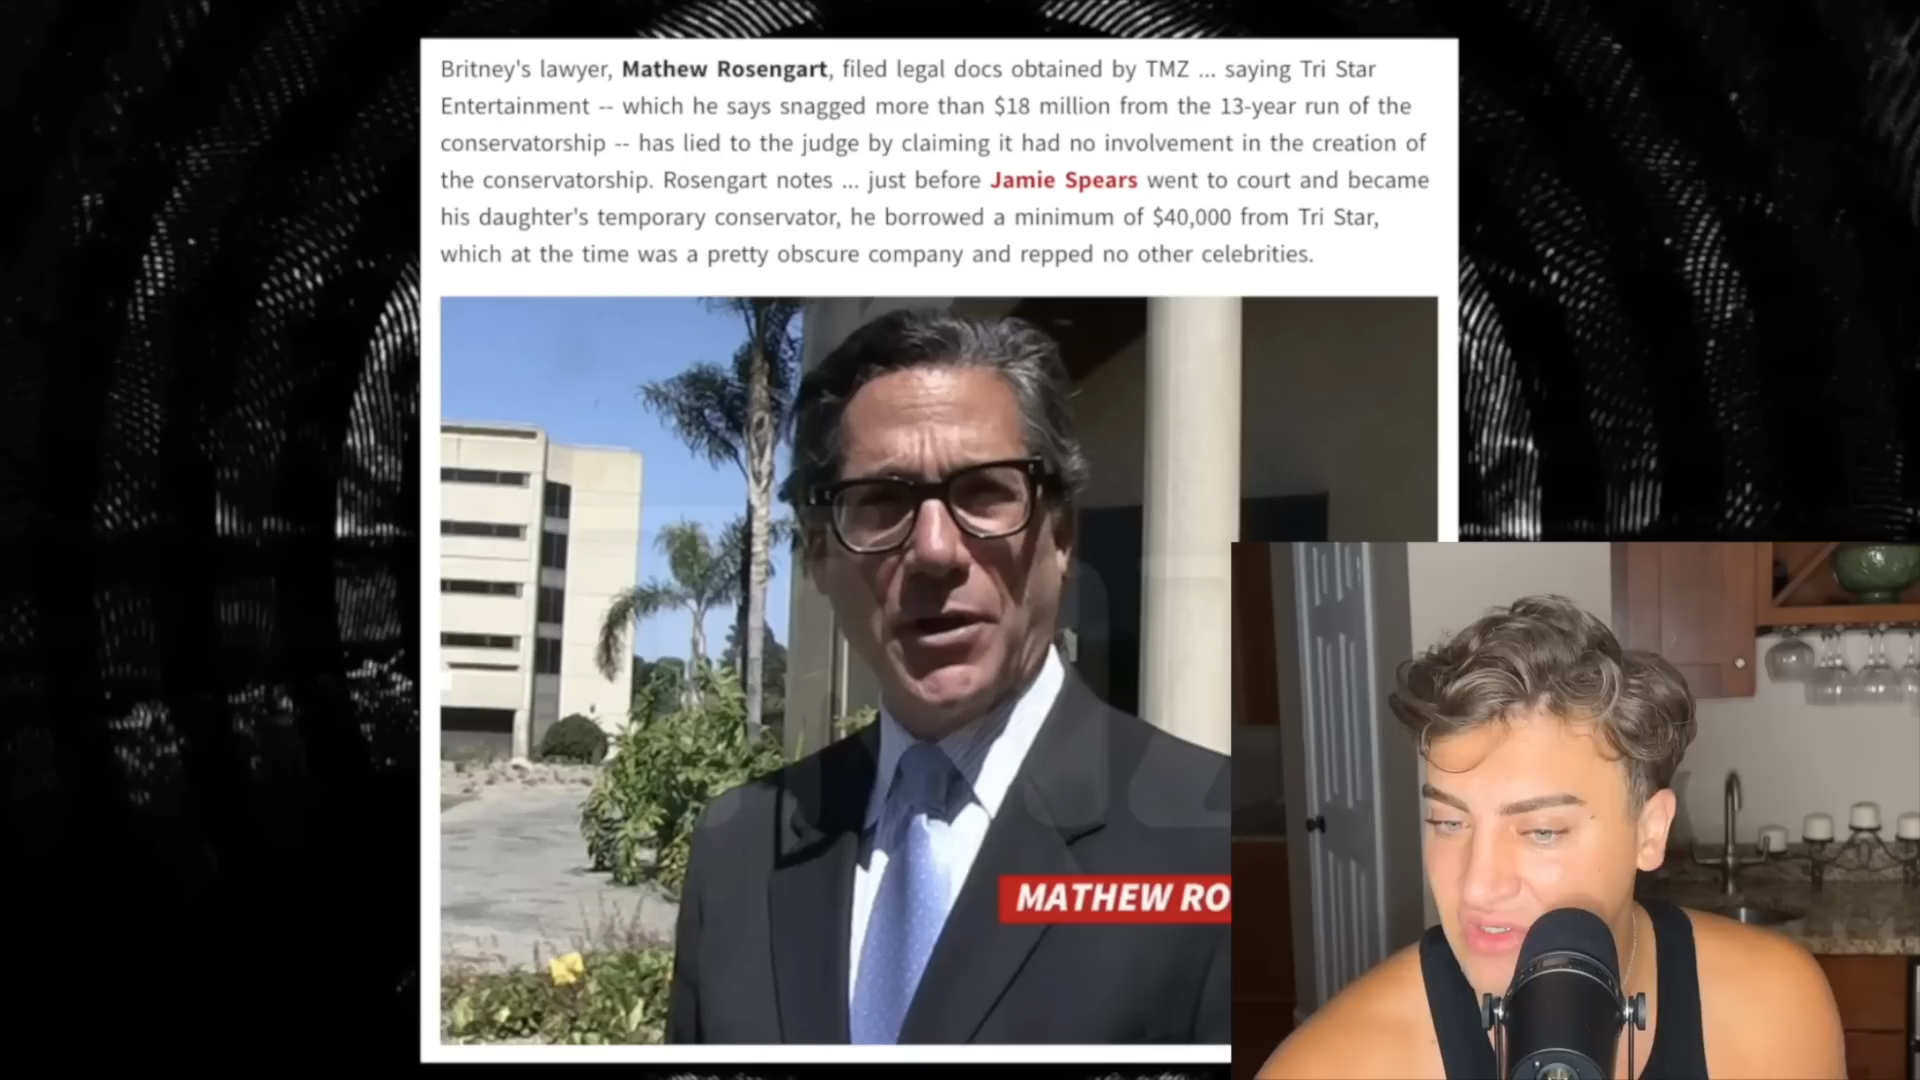 Britney's lawyer, Mathew Rosengart, filed legal docs obtained by TMZ ... saying Tri Star
Entertainment -- which he says snagged more than $18 million from the 13-year run of the
conservatorship -- has lied to the judge by claiming it had no involvement in the creation of
the conservatorship. Rosengart notes ... just before Jamie Spears went to court and became
his daughter's temporary conservator, he borrowed a minimum of $40,000 from Tri Star,
which at the time was a pretty obscure company and repped no other celebrities.
MATHEW RO